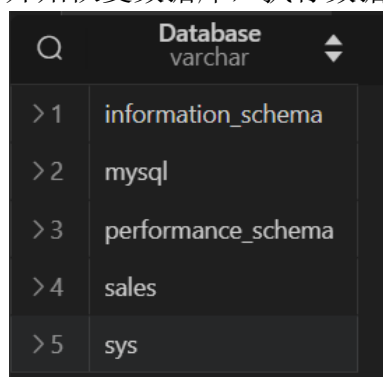 Database
varchar
>1 information_schema
>2 mysql
>3 performance_schema
>4 sales
>5 sys